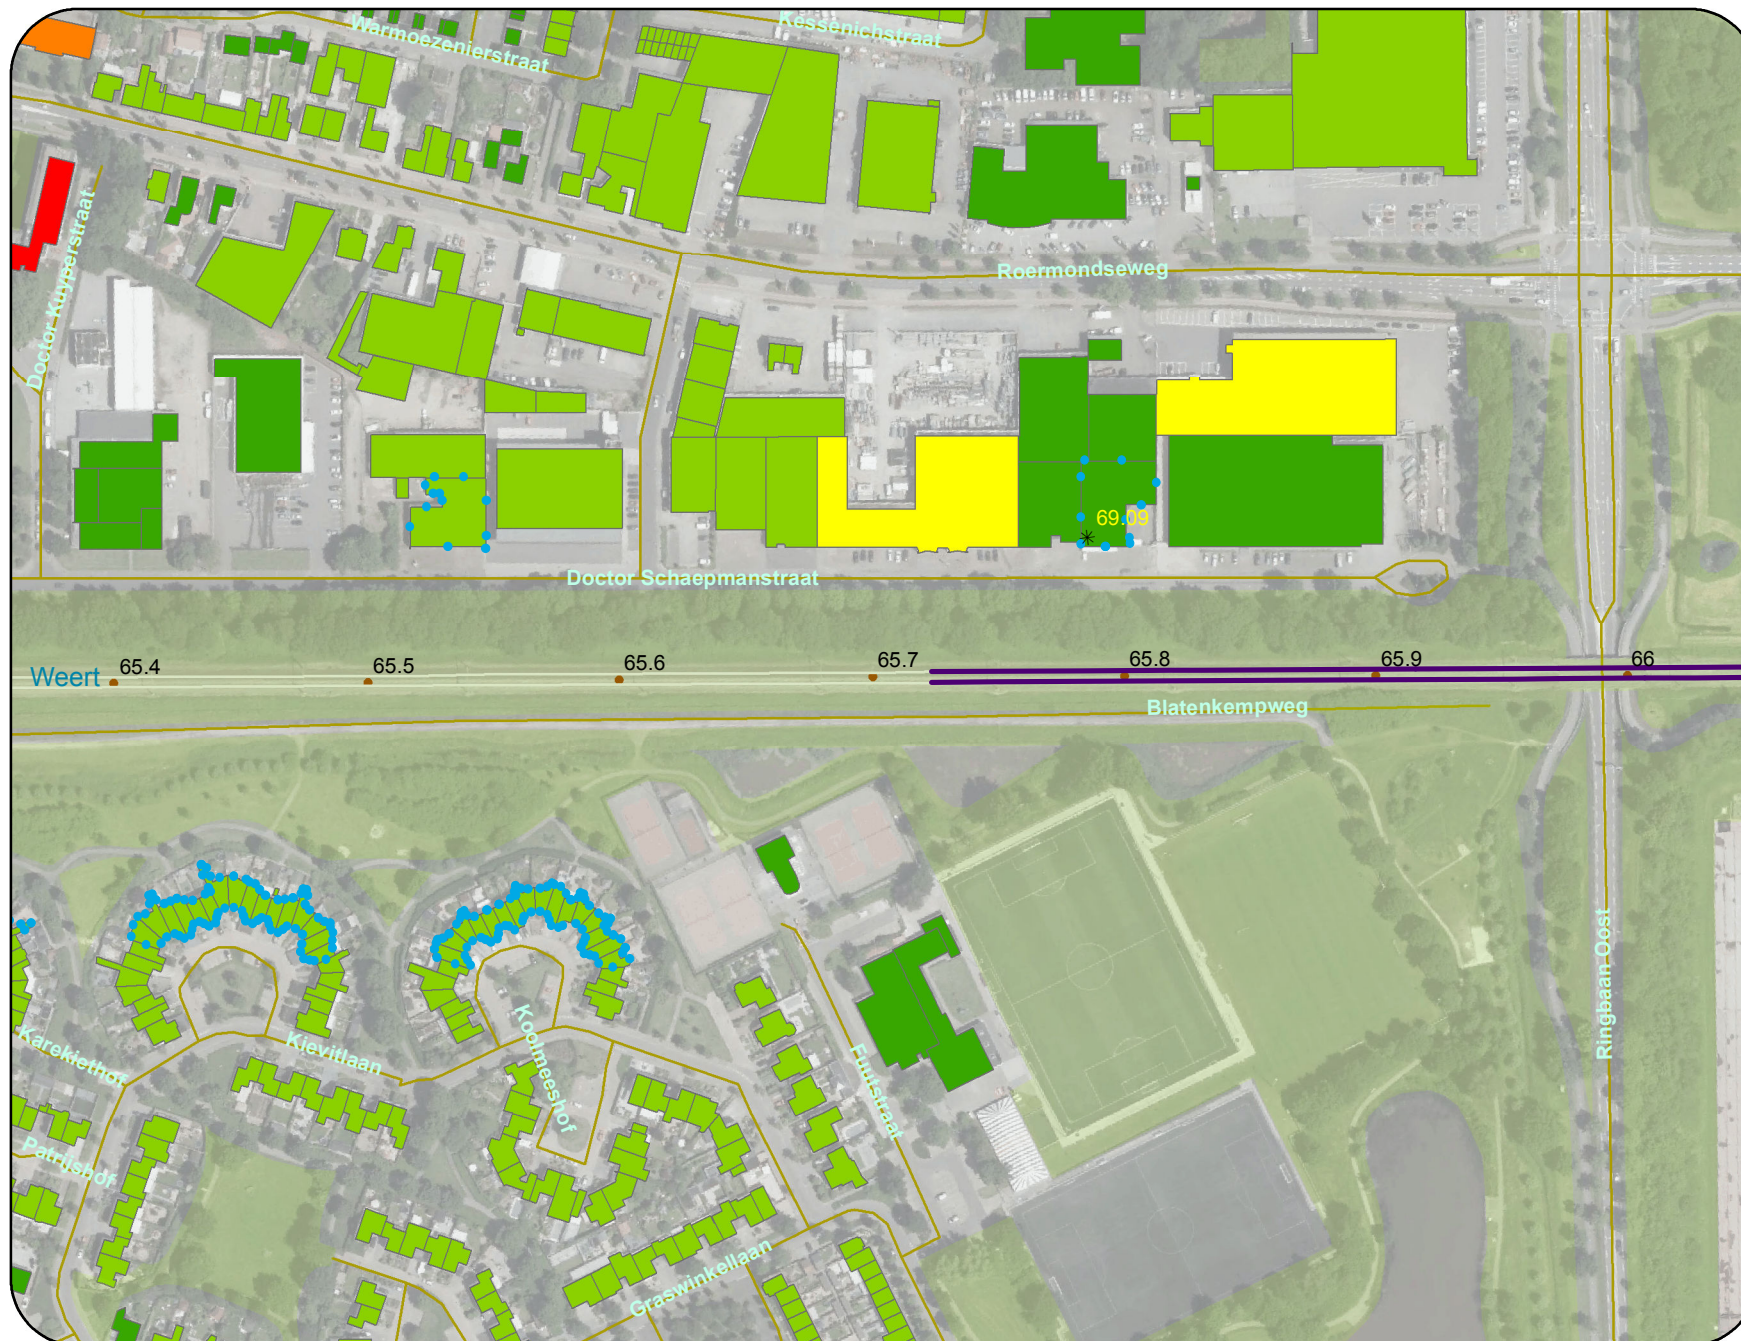 Kessenichstraat
Warmoezenierstraat
Doctor Kuyperstraat
Roermondseweg
69.09
Doctor Schaepmanstraat
Weert
65.4
65.5
65.6
65.7
65.8
65.9
66
Blatenkempweg
Ringbaan Oost
Karekiethof
Kievitlaan
Koolmeeshof
Fuutstraat
Patrijshof
Graswinkellaan